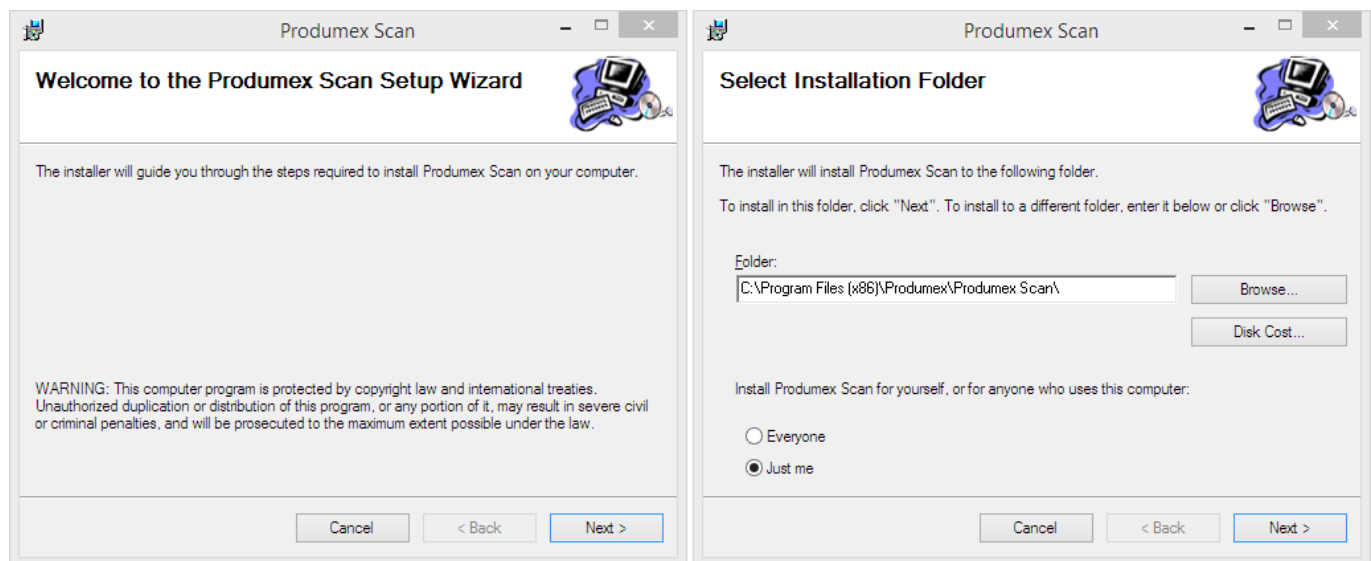 Produmex Scan
Welcome to the Produmex Scan Setup Wizard
The installer will guide you through the steps required to install Produmex Scan on your computer.
WARNING: This computer program is protected by copyright law and international treaties.
Unauthorized duplication or distribution of this program, or any portion of it, may result in severe civil
or criminal penalties, and will be prosecuted to the maximum extent possible under the law.
Cancel
< Back
Next >
Produmex Scan
Select Installation Folder
The installer will install Produmex Scan to the following folder.
To install in this folder, click "Next". To install to a different folder, enter it below or click "Browse".
Folder:
C:\Program Files (x86)\Produmex\Produmex Scan\
Browse...
Disk Cost...
Install Produmex Scan for yourself, or for anyone who uses this computer:
Everyone
Just me
Cancel
< Back
Next >